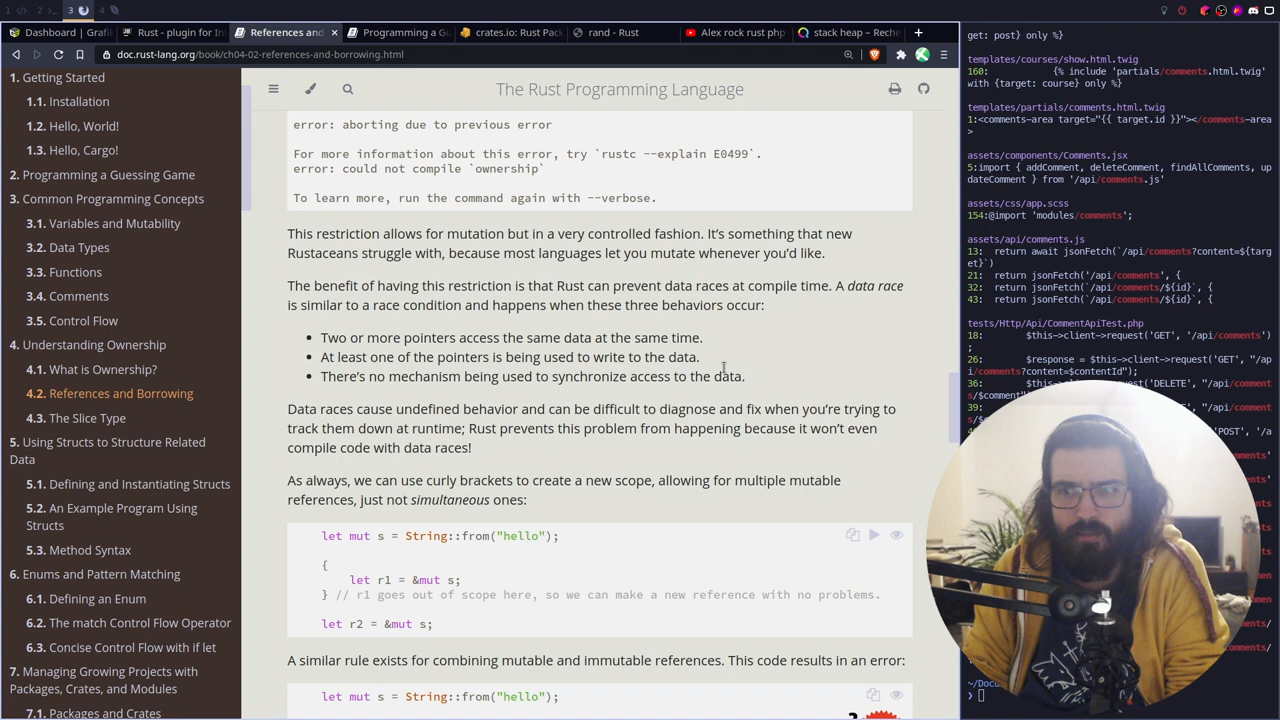 1 </> 2 >_ 3 4
Dashboard | Grafi
Rust - plugin for In
References and
Programming a Gu
crates.io: Rust Pack
rand - Rust
Alex rock rust php
stack heap – Reche
doc.rust-lang.org/book/ch04-02-references-and-borrowing.html
1. Getting Started
1.1. Installation
1.2. Hello, World!
1.3. Hello, Cargo!
2. Programming a Guessing Game
3. Common Programming Concepts
3.1. Variables and Mutability
3.2. Data Types
3.3. Functions
3.4. Comments
3.5. Control Flow
4. Understanding Ownership
4.1. What is Ownership?
4.2. References and Borrowing
4.3. The Slice Type
5. Using Structs to Structure Related
Data
5.1. Defining and Instantiating Structs
5.2. An Example Program Using
Structs
5.3. Method Syntax
6. Enums and Pattern Matching
6.1. Defining an Enum
6.2. The match Control Flow Operator
6.3. Concise Control Flow with if let
7. Managing Growing Projects with
Packages, Crates, and Modules
7.1. Packages and Crates
The Rust Programming Language
error: aborting due to previous error
For more information about this error, try `rustc --explain E0499`.
error: could not compile `ownership`
To learn more, run the command again with --verbose.
This restriction allows for mutation but in a very controlled fashion. It’s something that new
Rustaceans struggle with, because most languages let you mutate whenever you’d like.
The benefit of having this restriction is that Rust can prevent data races at compile time. A data race
is similar to a race condition and happens when these three behaviors occur:
• Two or more pointers access the same data at the same time.
• At least one of the pointers is being used to write to the data.
• There’s no mechanism being used to synchronize access to the data.
Data races cause undefined behavior and can be difficult to diagnose and fix when you’re trying to
track them down at runtime; Rust prevents this problem from happening because it won’t even
compile code with data races!
As always, we can use curly brackets to create a new scope, allowing for multiple mutable
references, just not simultaneous ones:
let mut s = String::from("hello");
{
let r1 = &mut s;
} // r1 goes out of scope here, so we can make a new reference with no problems.
let r2 = &mut s;
A similar rule exists for combining mutable and immutable references. This code results in an error:
let mut s = String::from("hello");
get: post} only %}
templates/courses/show.html.twig
160: {% include 'partials/comments.html.twig'
with {target: course} only %}
templates/partials/comments.html.twig
1:<comments-area target="{{ target.id }}"></comments-area
>
assets/components/Comments.jsx
5:import { addComment, deleteComment, findAllComments, up
dateComment } from '/api/comments.js'
assets/css/app.scss
154:@import 'modules/comments';
assets/api/comments.js
13: return await jsonFetch(`/api/comments?content=${targ
et}`)
21: return jsonFetch('/api/comments', {
32: return jsonFetch(`/api/comments/${id}`, {
43: return jsonFetch(`/api/comments/${id}`, {
tests/Http/Api/CommentApiTest.php
18: $this->client->request('GET', '/api/comments')
;
26: $response = $this->client->request('GET', "/ap
i/comments?content=$contentId");
36: $this->client->request('DELETE', "/api/comment
s/$comment
39:
~/Docu
❯